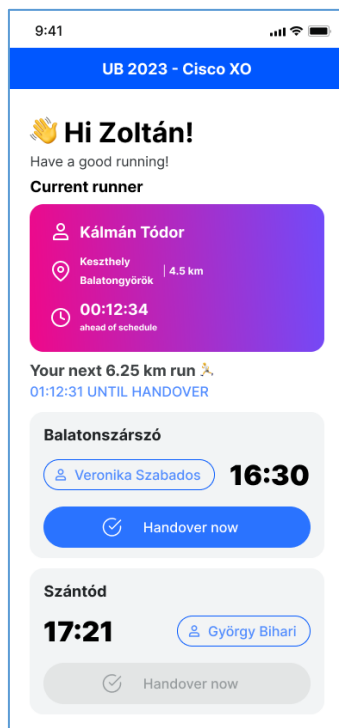 9:41
UB 2023 - Cisco XO
👋 Hi Zoltán!
Have a good running!
Current runner
Kálmán Tódor
Keszthely
Balatongyörök
4.5 km
00:12:34
ahead of schedule
Your next 6.25 km run 🏃
01:12:31 UNTIL HANDOVER
Balatonszárszó
Veronika Szabados 16:30
Handover now
Szántód
17:21 György Bihari
Handover now